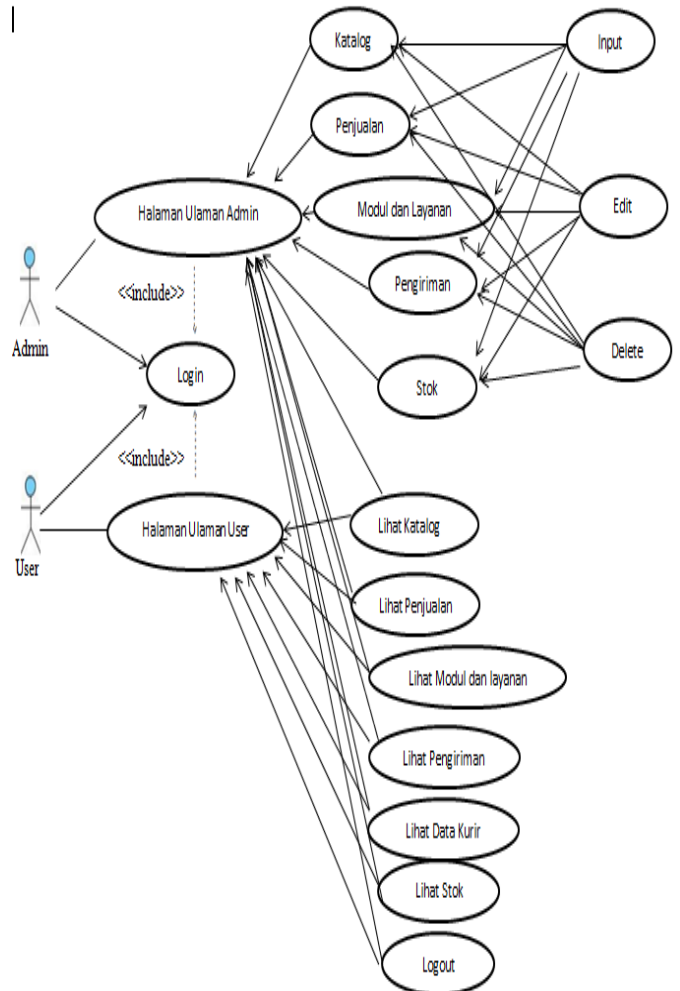 Katalog
Input
Penjualan
Halaman Ulaman Admin
Modul dan Layanan
Edit
<<include>>
Pengiriman
Admin
Login
Delete
Stok
<<include>>
Halaman Ulaman User
Lihat Katalog
User
Lihat Penjualan
Lihat Modul dan layanan
Lihat Pengiriman
Lihat Data Kurir
Lihat Stok
Logout